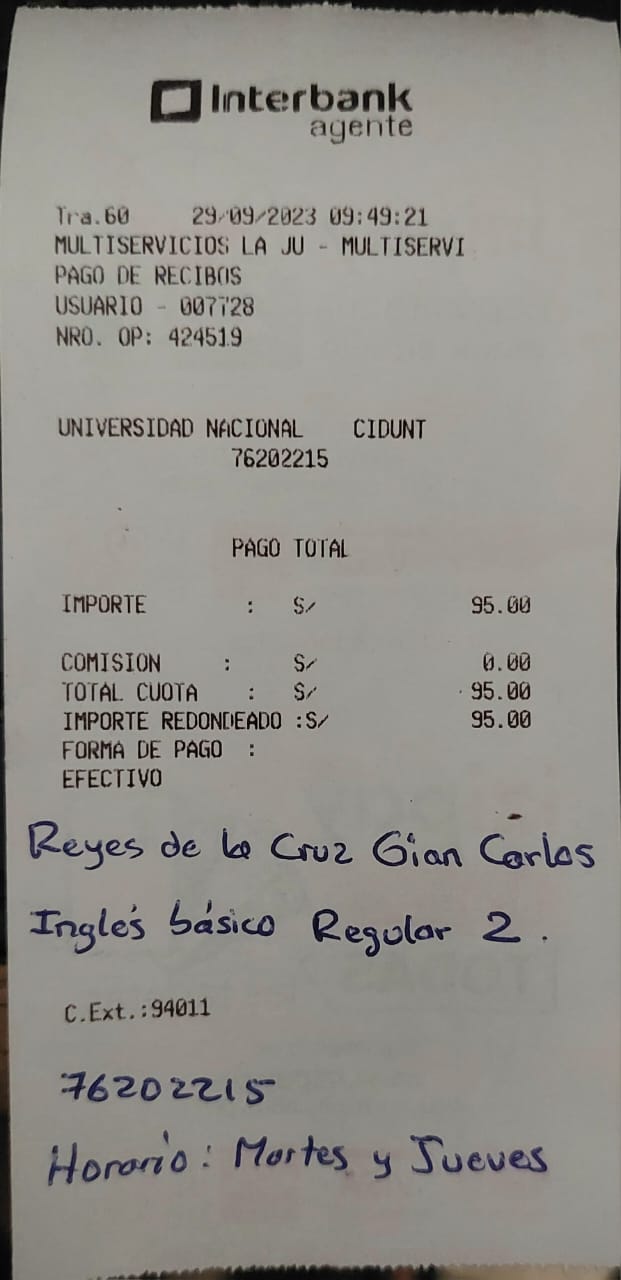 Interbank
agente
Tra.60 29/09/2023 09:49:21
MULTISERVICIOS LA JU - MULTISERVI
PAGO DE RECIBOS
USUARIO - 007728
NRO. OP: 424519
UNIVERSIDAD NACIONAL CIDUNT
76202215
PAGO TOTAL
IMPORTE : S/ 95.00
COMISION : S/ 0.00
TOTAL CUOTA : S/ 95.00
IMPORTE REDONDEADO :S/ 95.00
FORMA DE PAGO :
EFECTIVO
Reyes de la Cruz Gian Carlos
Inglés básico Regular 2.
C.Ext.:94011
76202215
Horario: Martes y Jueves